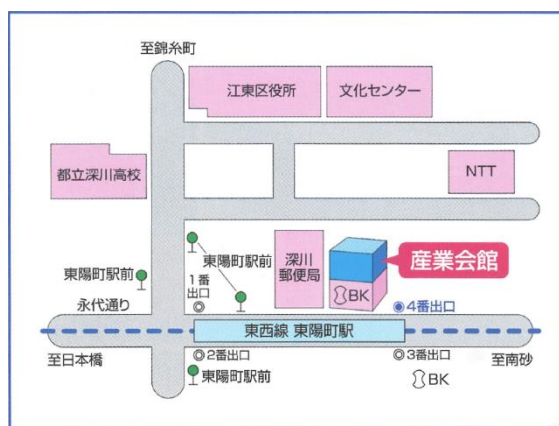 至錦糸町
江東区役所
文化センター
都立深川高校
NTT
東陽町駅前
1番
出口
東陽町駅前
深川
郵便局
産業会館
BK
永代通り
4番出口
東西線 東陽町駅
至日本橋
2番出口
3番出口
至南砂
東陽町駅前
BK